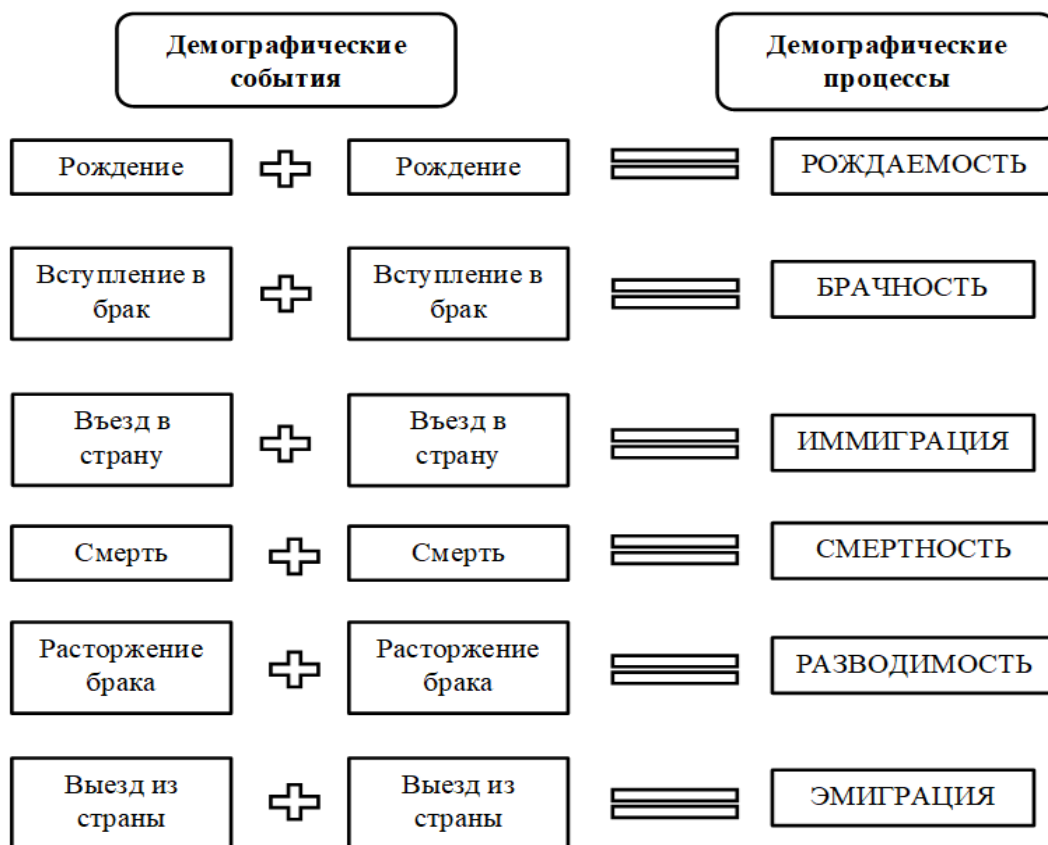 Демографические
события
Демографические
процессы
Рождение
Рождение
РОЖДАЕМОСТЬ
Вступление в
брак
Вступление в
брак
БРАЧНОСТЬ
Въезд в
страну
Въезд в
страну
ИММИГРАЦИЯ
Смерть
Смерть
СМЕРТНОСТЬ
Расторжение
брака
Расторжение
брака
РАЗВОДИМОСТЬ
Выезд из
страны
Выезд из
страны
ЭМИГРАЦИЯ